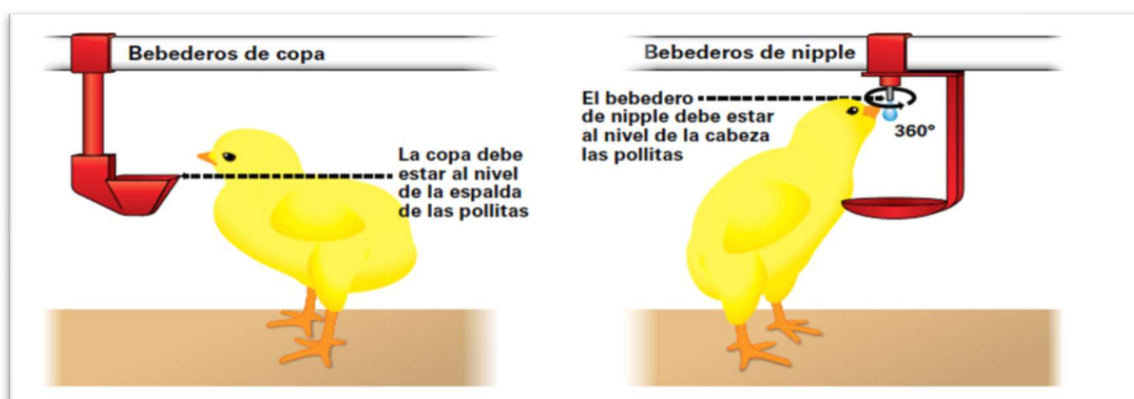 Bebederos de copa
La copa debe
estar al nivel
de la espalda
de las pollitas
Bebederos de nipple
El bebedero
de nipple debe estar
al nivel de la cabeza
las pollitas
360°